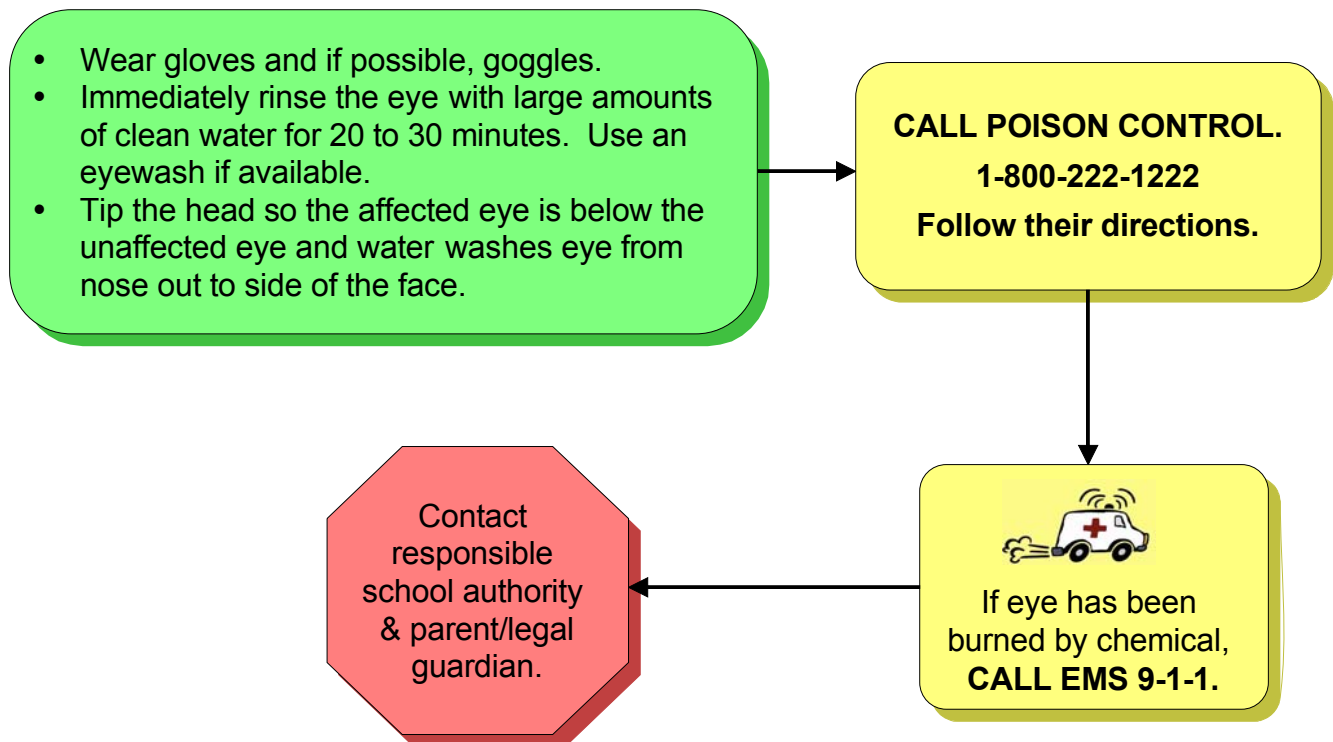 • Wear gloves and if possible, goggles.
• Immediately rinse the eye with large amounts
of clean water for 20 to 30 minutes.  Use an
eyewash if available.
• Tip the head so the affected eye is below the
unaffected eye and water washes eye from
nose out to side of the face.
CALL POISON CONTROL.
1-800-222-1222
Follow their directions.
If eye has been
burned by chemical,
CALL EMS 9-1-1.
Contact
responsible
school authority
& parent/legal
guardian.